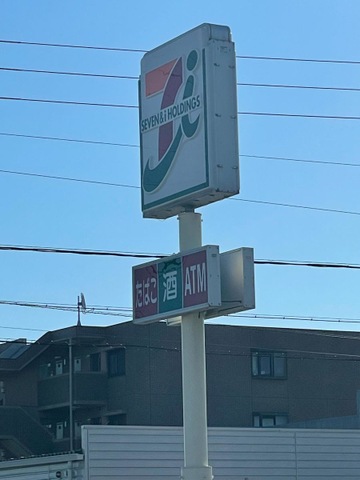 SEVEN&i HOLDINGS
たばこ 酒 ATM